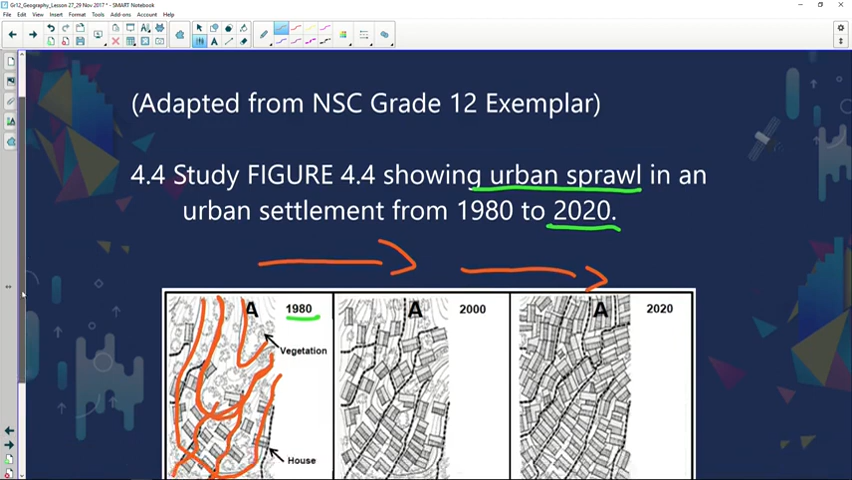 Gr12_Geography_Lesson 27_29 Nov 2017 * - SMART Notebook
File Edit View Insert Format Tools Add-ons Account Help
(Adapted from NSC Grade 12 Exemplar)
4.4 Study FIGURE 4.4 showing urban sprawl in an
urban settlement from 1980 to 2020.
A 1980 A 2000 A 2020
Vegetation
House